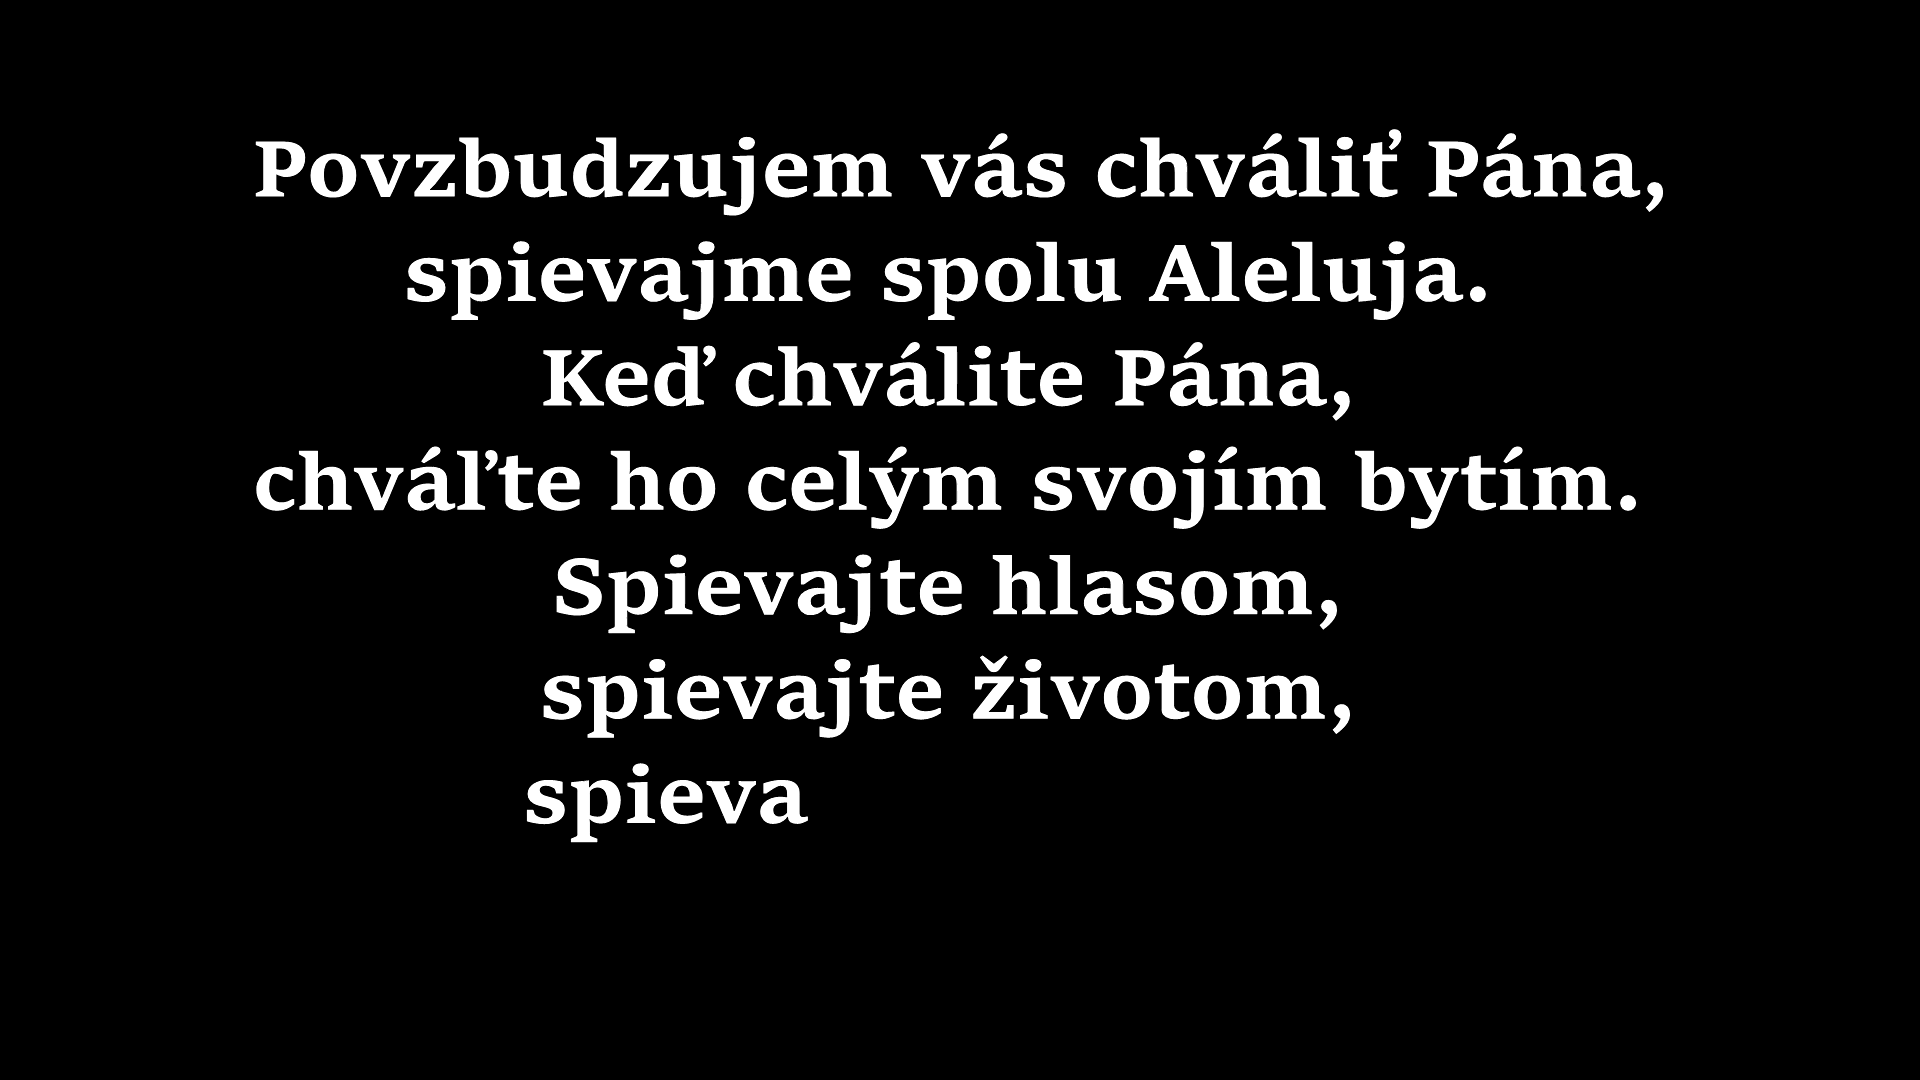 Povzbudzujem vás chváliť Pána,
spievajme spolu Aleluja.
Keď chválite Pána,
chváľte ho celým svojím bytím.
Spievajte hlasom,
spievajte životom,
spieva